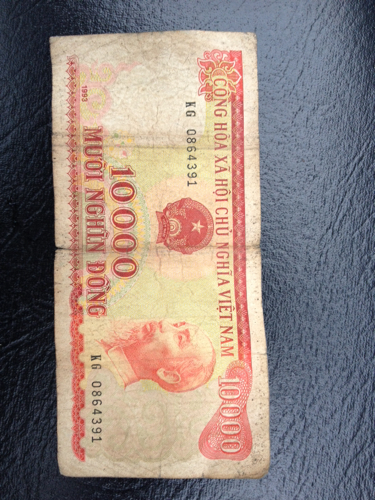 CỘNG HÒA XÃ HỘI CHỦ NGHĨA VIỆT NAM
KG 0864391
10000
MƯỜI NGHÌN ĐỒNG
1993
KG 0864391
10000